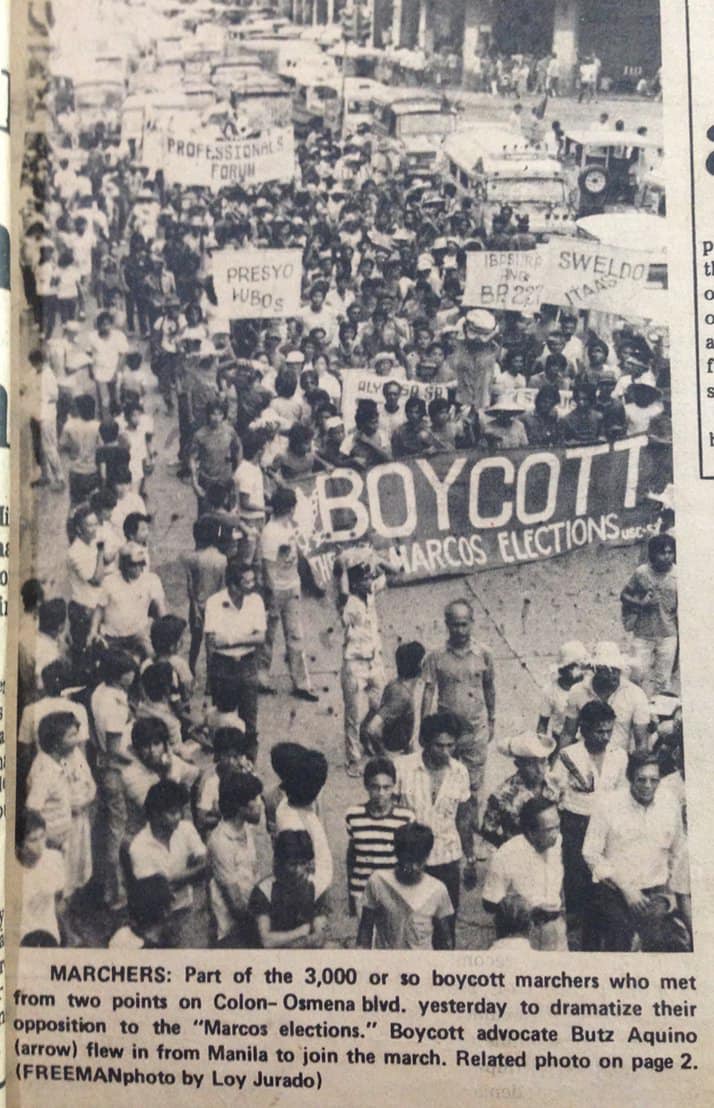 PROFESSIONALS
FORUM
PRESYO
IBASURA
ANG
BP 227
SWELDO
ITAAS
BOYCOTT
MARCOS ELECTIONS
MARCHERS: Part of the 3,000 or so boycott marchers who met
from two points on Colon-Osmena blvd. yesterday to dramatize their
opposition to the "Marcos elections." Boycott advocate Butz Aquino
(arrow) flew in from Manila to join the march. Related photo on page 2.
(FREEMANphoto by Loy Jurado)